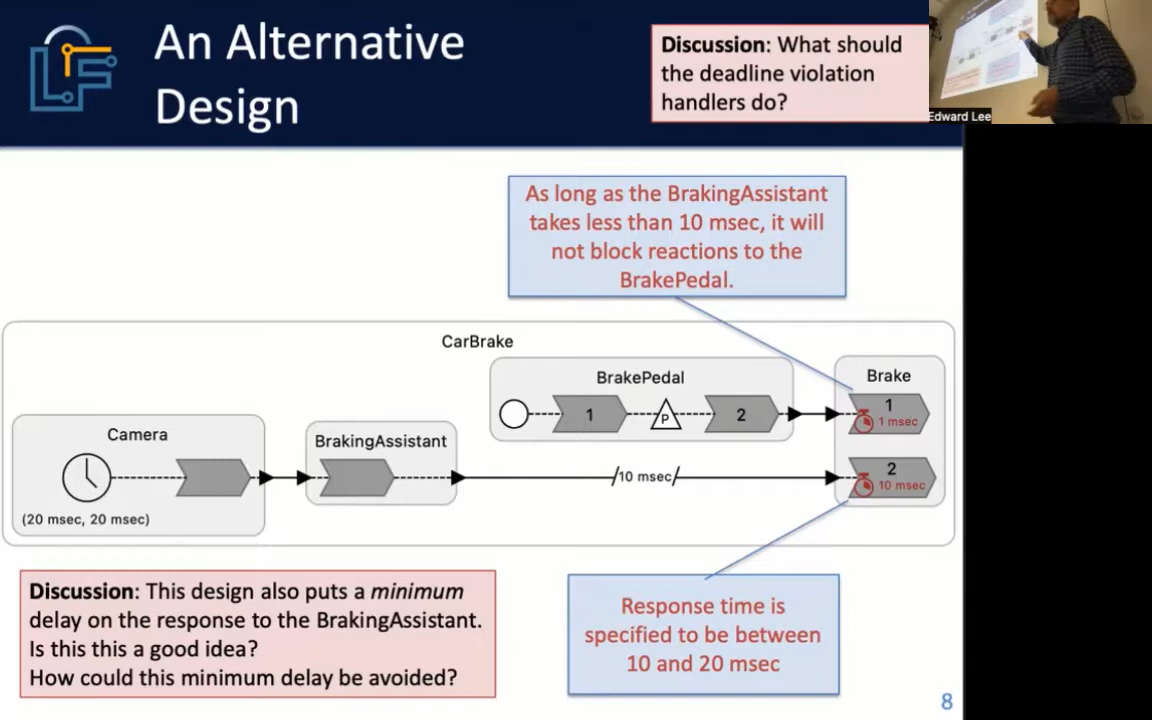 An Alternative
Design
Discussion: What should
the deadline violation
handlers do?
Edward Lee
As long as the BrakingAssistant
takes less than 10 msec, it will
not block reactions to the
BrakePedal.
CarBrake
BrakePedal
1
P
2
Brake
1
1 msec
Camera
(20 msec, 20 msec)
BrakingAssistant
/10 msec/
2
10 msec
Discussion: This design also puts a minimum
delay on the response to the BrakingAssistant.
Is this this a good idea?
How could this minimum delay be avoided?
Response time is
specified to be between
10 and 20 msec
8